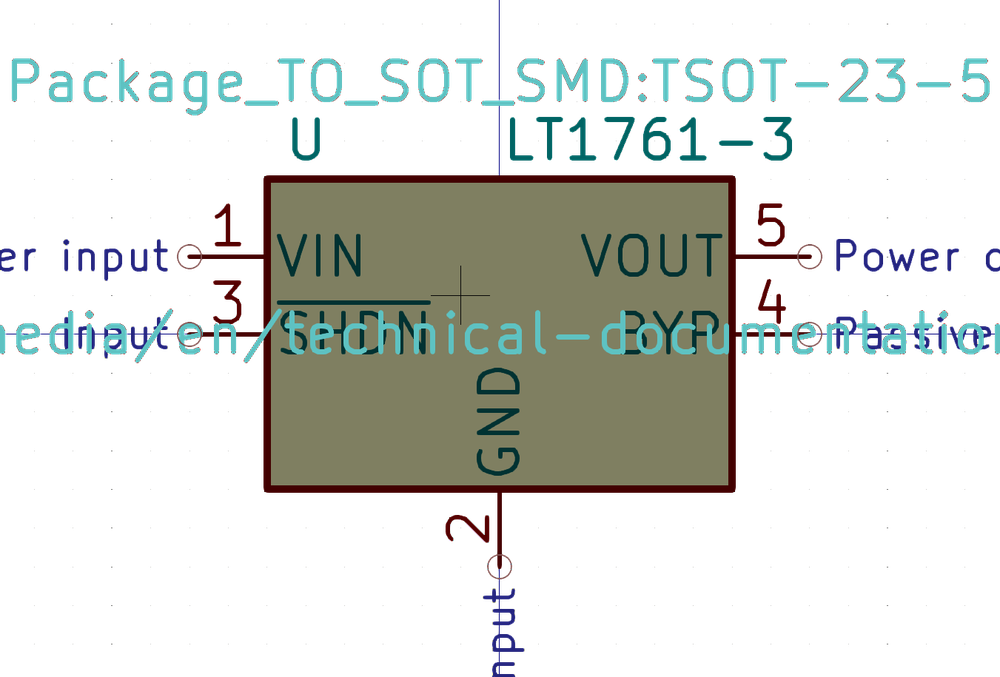 Package_TO_SOT_SMD:TSOT-23-5
U LT1761-3
er input 1 VIN VOUT 5 Power o
Input 3 SHDN BYP 4 Passive
media/en/technical-documentation
GND
2
nput